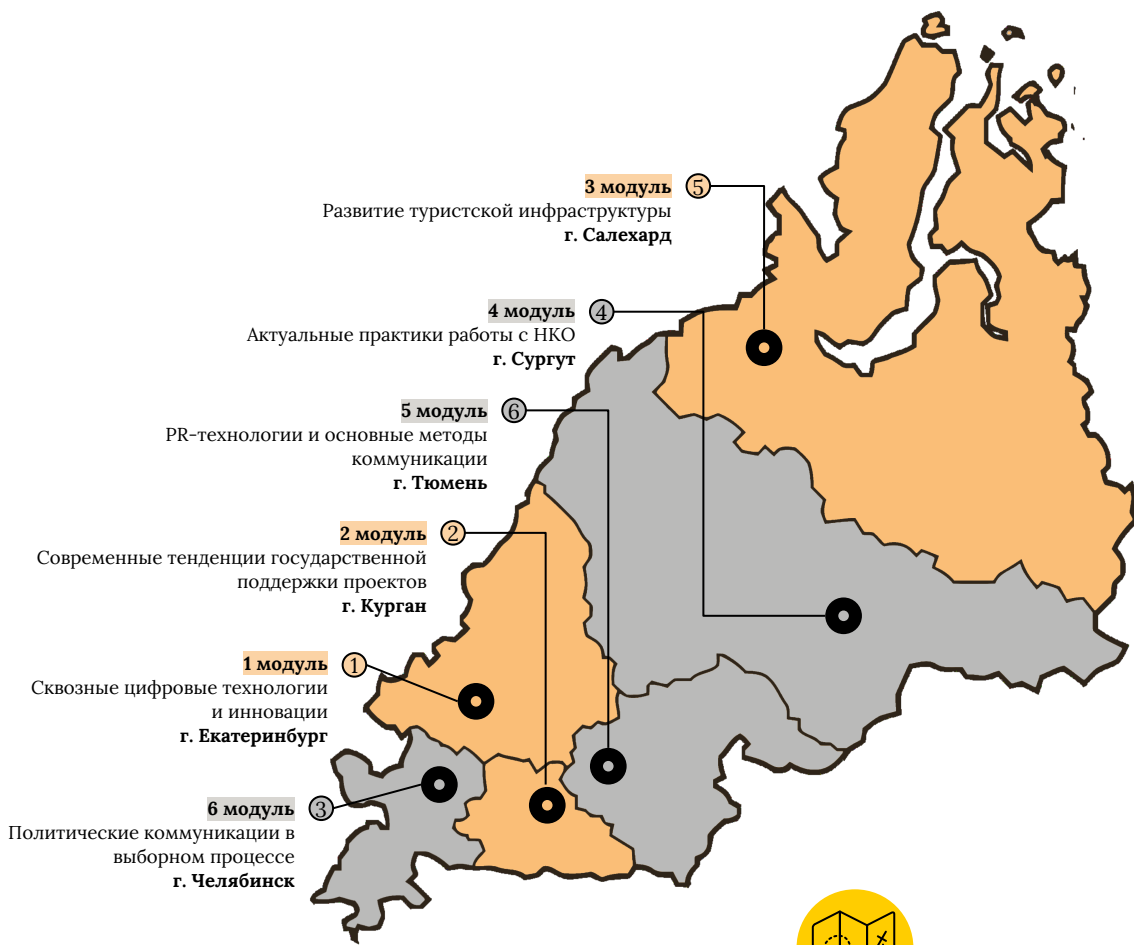 3 модуль 5
Развитие туристской инфраструктуры
г. Салехард
4 модуль 4
Актуальные практики работы с НКО
г. Сургут
5 модуль 6
PR-технологии и основные методы
коммуникации
г. Тюмень
2 модуль 2
Современные тенденции государственной
поддержки проектов
г. Курган
1 модуль 1
Сквозные цифровые технологии
и инновации
г. Екатеринбург
6 модуль 3
Политические коммуникации в
выборном процессе
г. Челябинск